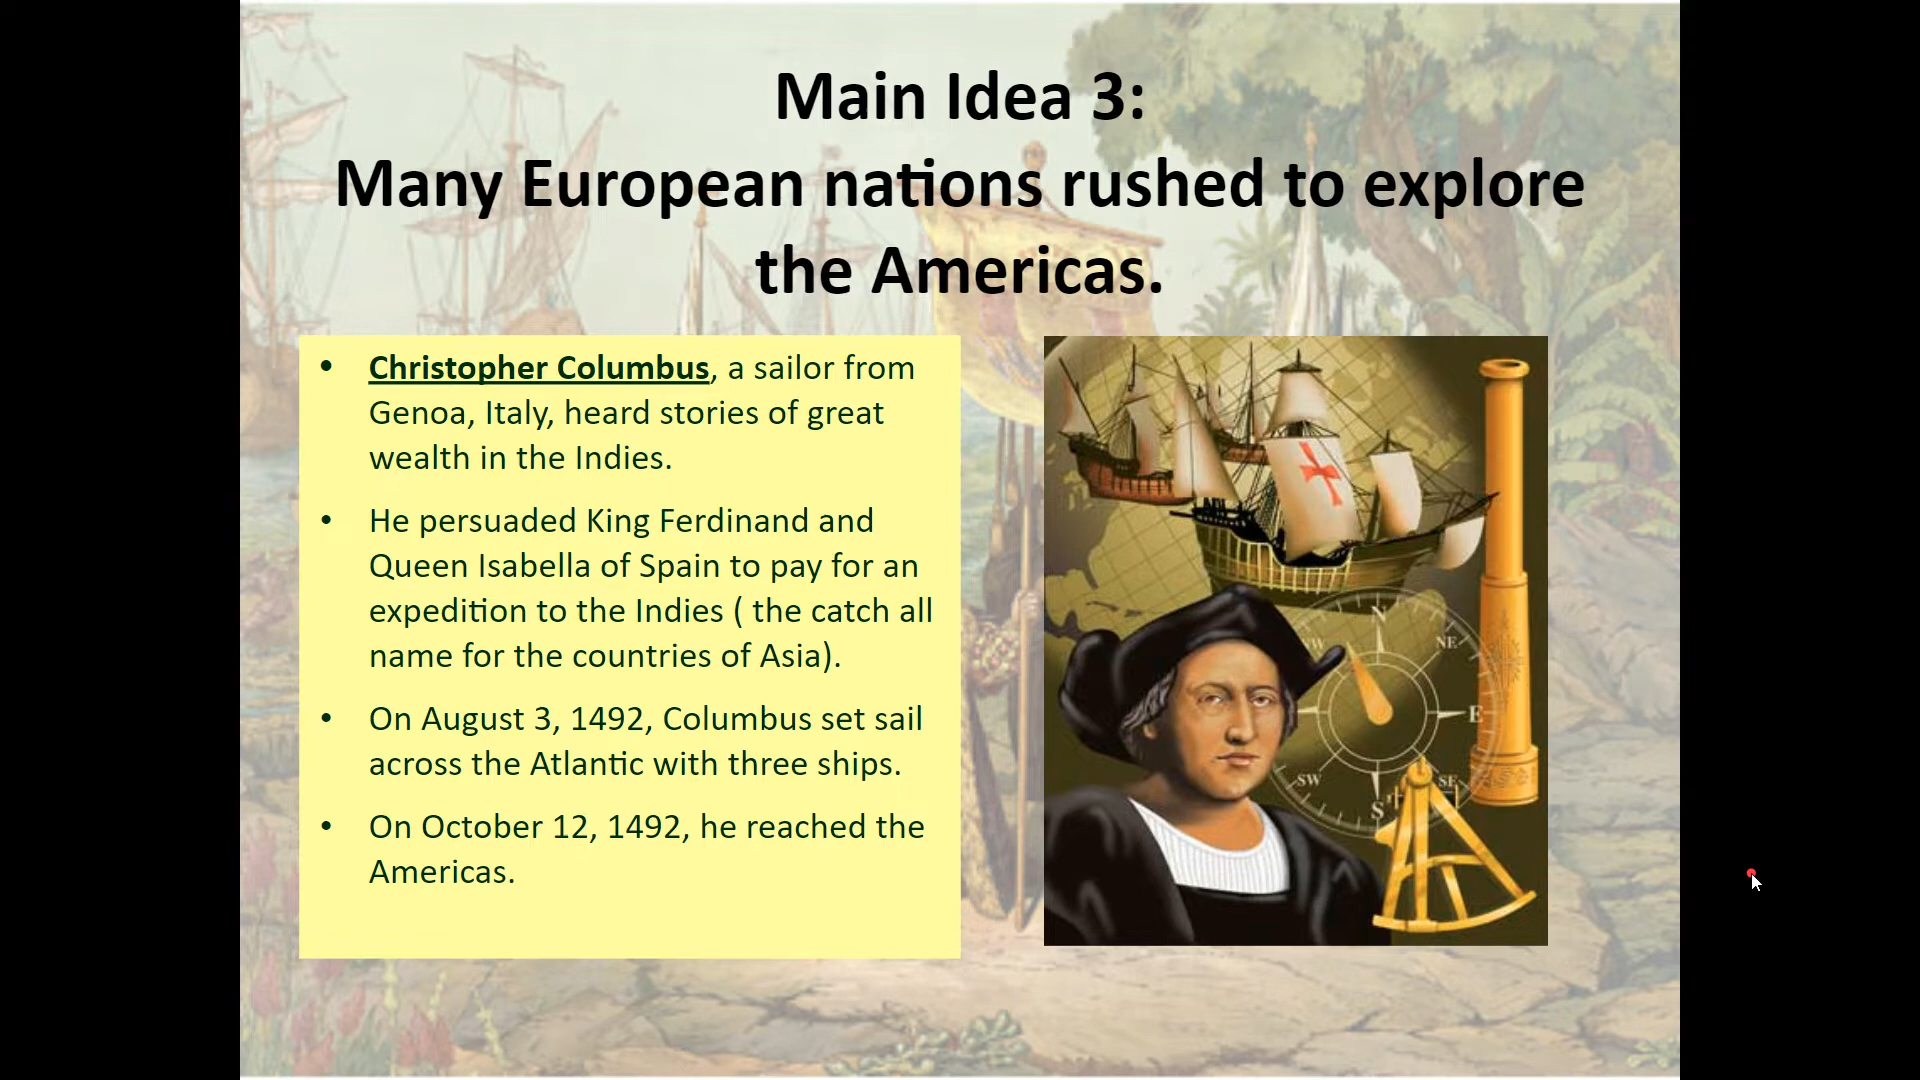 Main Idea 3:
Many European nations rushed to explore
the Americas.
• Christopher Columbus, a sailor from
Genoa, Italy, heard stories of great
wealth in the Indies.
• He persuaded King Ferdinand and
Queen Isabella of Spain to pay for an
expedition to the Indies ( the catch all
name for the countries of Asia).
• On August 3, 1492, Columbus set sail
across the Atlantic with three ships.
• On October 12, 1492, he reached the
Americas.
N
NE
E
SE
S
SW